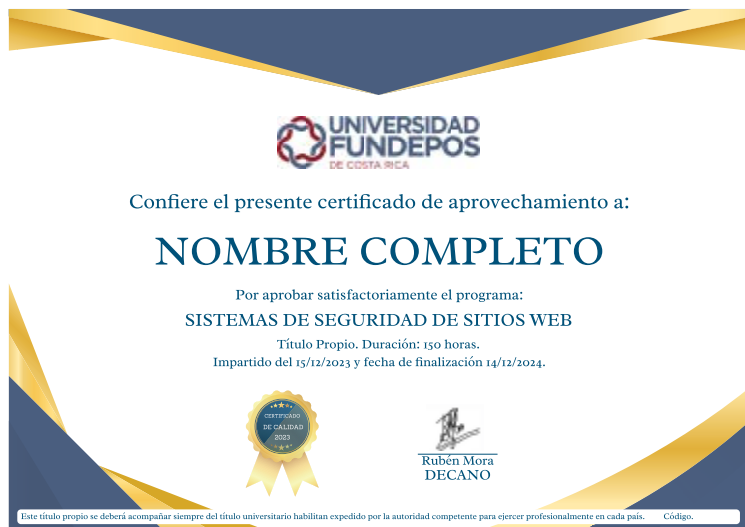 UNIVERSIDAD
FUNDEPOS
DE COSTA RICA
Confiere el presente certificado de aprovechamiento a:
NOMBRE COMPLETO
Por aprobar satisfactoriamente el programa:
SISTEMAS DE SEGURIDAD DE SITIOS WEB
Título Propio. Duración: 150 horas.
Impartido del 15/12/2023 y fecha de finalización 14/12/2024.
CERTIFICADO
DE CALIDAD
2023
Rubén Mora
DECANO
Este título propio se deberá acompañar siempre del título universitario habilitan expedido por la autoridad competente para ejercer profesionalmente en cada país. Código.